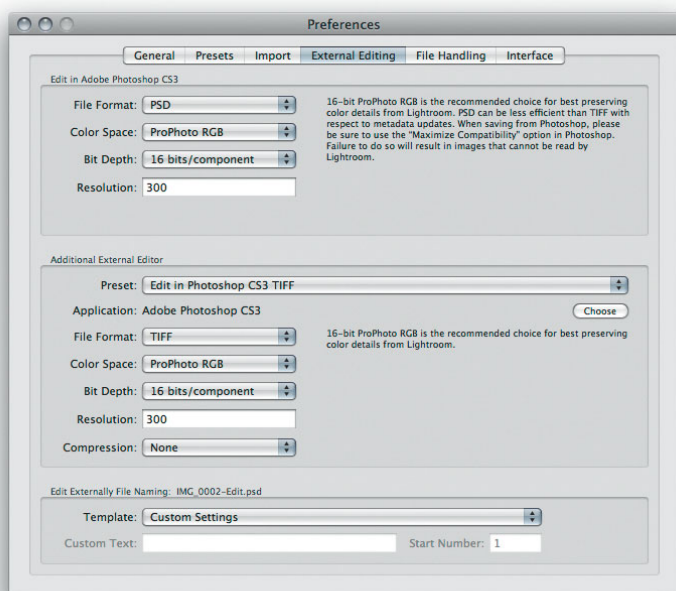 Preferences
General Presets Import External Editing File Handling Interface
Edit in Adobe Photoshop CS3
File Format: PSD
Color Space: ProPhoto RGB
Bit Depth: 16 bits/component
Resolution: 300
16-bit ProPhoto RGB is the recommended choice for best preserving
color details from Lightroom. PSD can be less efficient than TIFF with
respect to metadata updates. When saving from Photoshop, please
be sure to use the "Maximize Compatibility" option in Photoshop.
Failure to do so will result in images that cannot be read by
Lightroom.
Additional External Editor
Preset: Edit in Photoshop CS3 TIFF
Application: Adobe Photoshop CS3 Choose
File Format: TIFF
Color Space: ProPhoto RGB
Bit Depth: 16 bits/component
Resolution: 300
Compression: None
16-bit ProPhoto RGB is the recommended choice for best preserving
color details from Lightroom.
Edit Externally File Naming: IMG_0002-Edit.psd
Template: Custom Settings
Custom Text: Start Number: 1